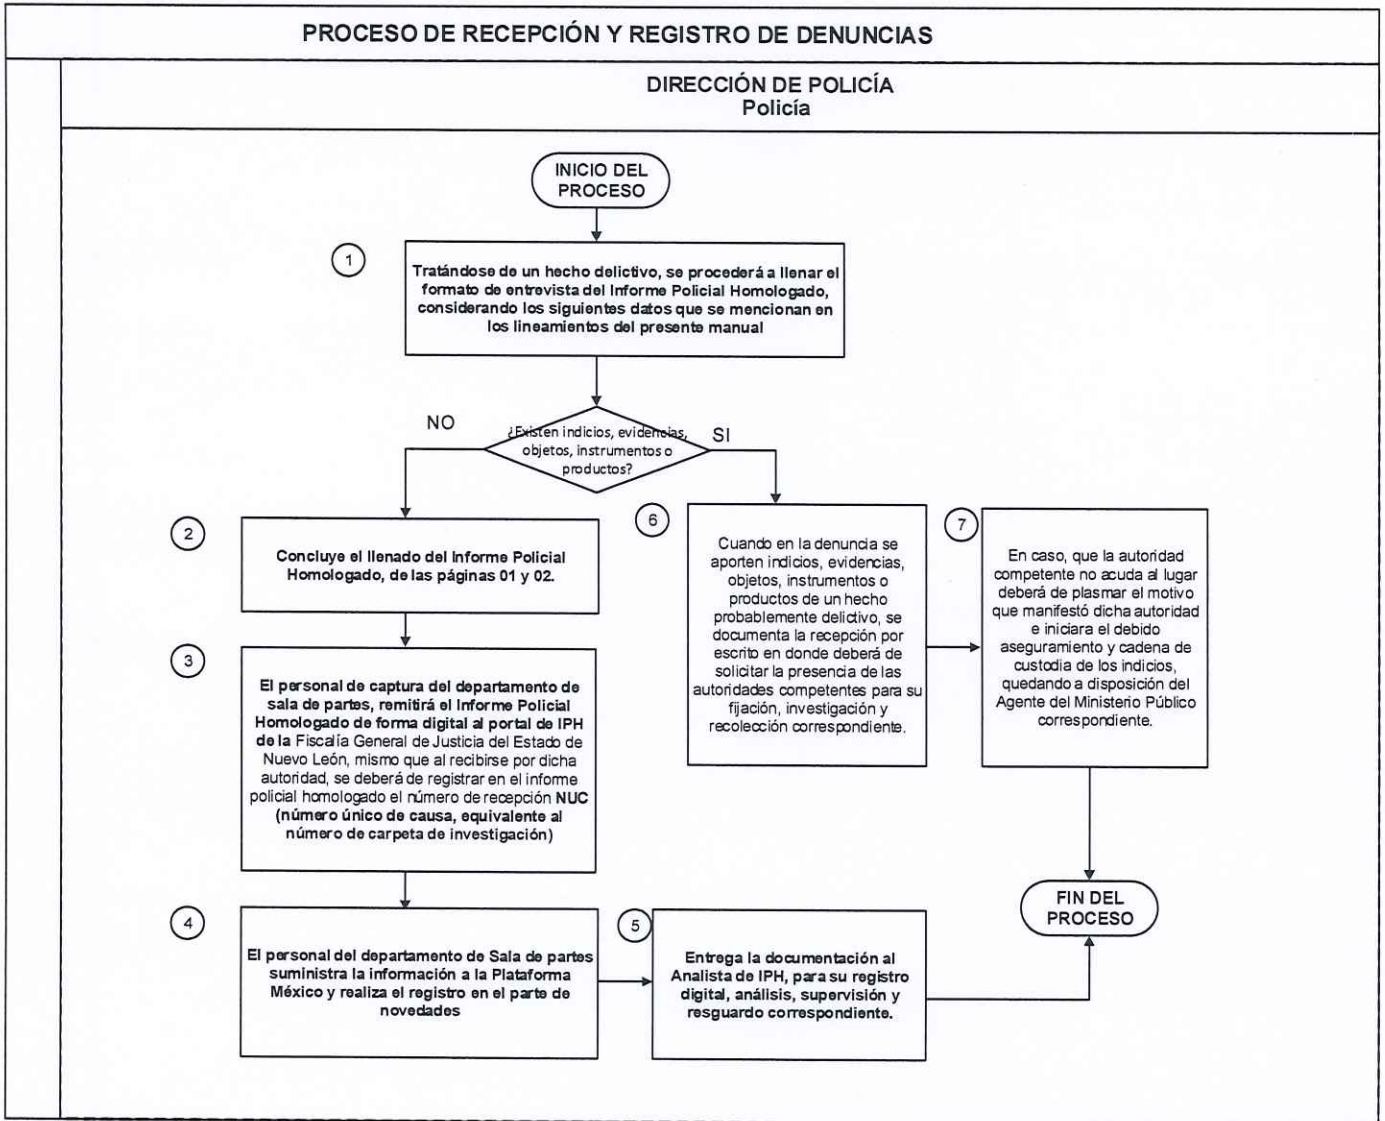 PROCESO DE RECEPCIÓN Y REGISTRO DE DENUNCIAS
DIRECCIÓN DE POLICÍA
Policía
INICIO DEL
PROCESO
1
Tratándose de un hecho delictivo, se procederá a llenar el
formato de entrevista del Informe Policial Homologado,
considerando los siguientes datos que se mencionan en
los lineamientos del presente manual
NO
¿Existen indicios, evidencias,
objetos, instrumentos o
productos?
SI
2
Concluye el llenado del Informe Policial
Homologado, de las páginas 01 y 02.
3
El personal de captura del departamento de
sala de partes, remitirá el Informe Policial
Homologado de forma digital al portal de IPH
de la Fiscalía General de Justicia del Estado de
Nuevo León, mismo que al recibirse por dicha
autoridad, se deberá de registrar en el informe
policial homologado el número de recepción NUC
(número único de causa, equivalente al
número de carpeta de investigación)
4
El personal del departamento de Sala de partes
suministra la información a la Plataforma
México y realiza el registro en el parte de
novedades
5
Entrega la documentación al
Analista de IPH, para su registro
digital, análisis, supervisión y
resguardo correspondiente.
6
Cuando en la denuncia se
aporten indicios, evidencias,
objetos, instrumentos o
productos de un hecho
probablemente delictivo, se
documenta la recepción por
escrito en donde deberá de
solicitar la presencia de las
autoridades competentes para su
fijación, investigación y
recolección correspondiente.
7
En caso, que la autoridad
competente no acuda al lugar
deberá de plasmar el motivo
que manifestó dicha autoridad
e iniciara el debido
aseguramiento y cadena de
custodia de los indicios,
quedando a disposición del
Agente del Ministerio Público
correspondiente.
FIN DEL
PROCESO